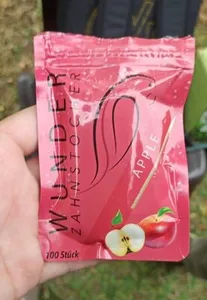 WUNDER
ZAHNSTOCHER
APPLE
100 Stück